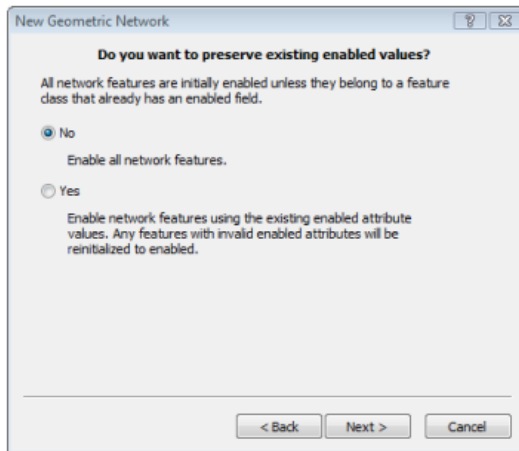 New Geometric Network
Do you want to preserve existing enabled values?
All network features are initially enabled unless they belong to a feature
class that already has an enabled field.
No
Enable all network features.
Yes
Enable network features using the existing enabled attribute
values. Any features with invalid enabled attributes will be
reinitialized to enabled.
< Back
Next >
Cancel